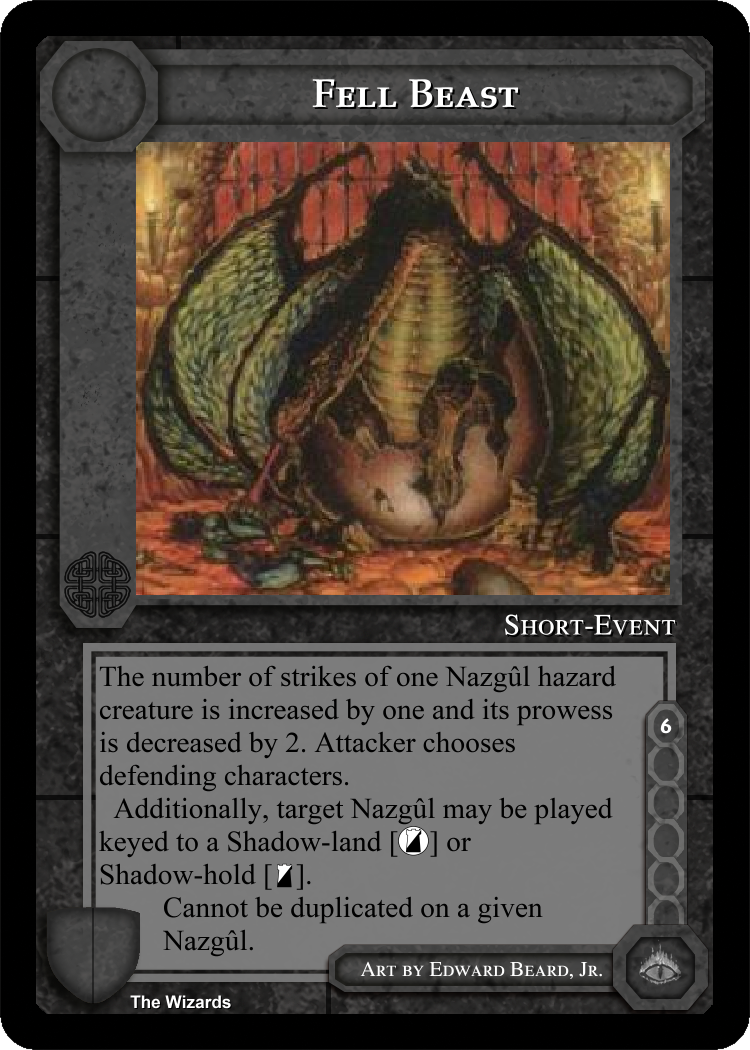 Fell Beast
Short-Event
The number of strikes of one Nazgûl hazard
creature is increased by one and its prowess
is decreased by 2. Attacker chooses
defending characters.
Additionally, target Nazgûl may be played
keyed to a Shadow-land [] or
Shadow-hold [].
Cannot be duplicated on a given
Nazgûl.
6
Art by Edward Beard, Jr.
The Wizards